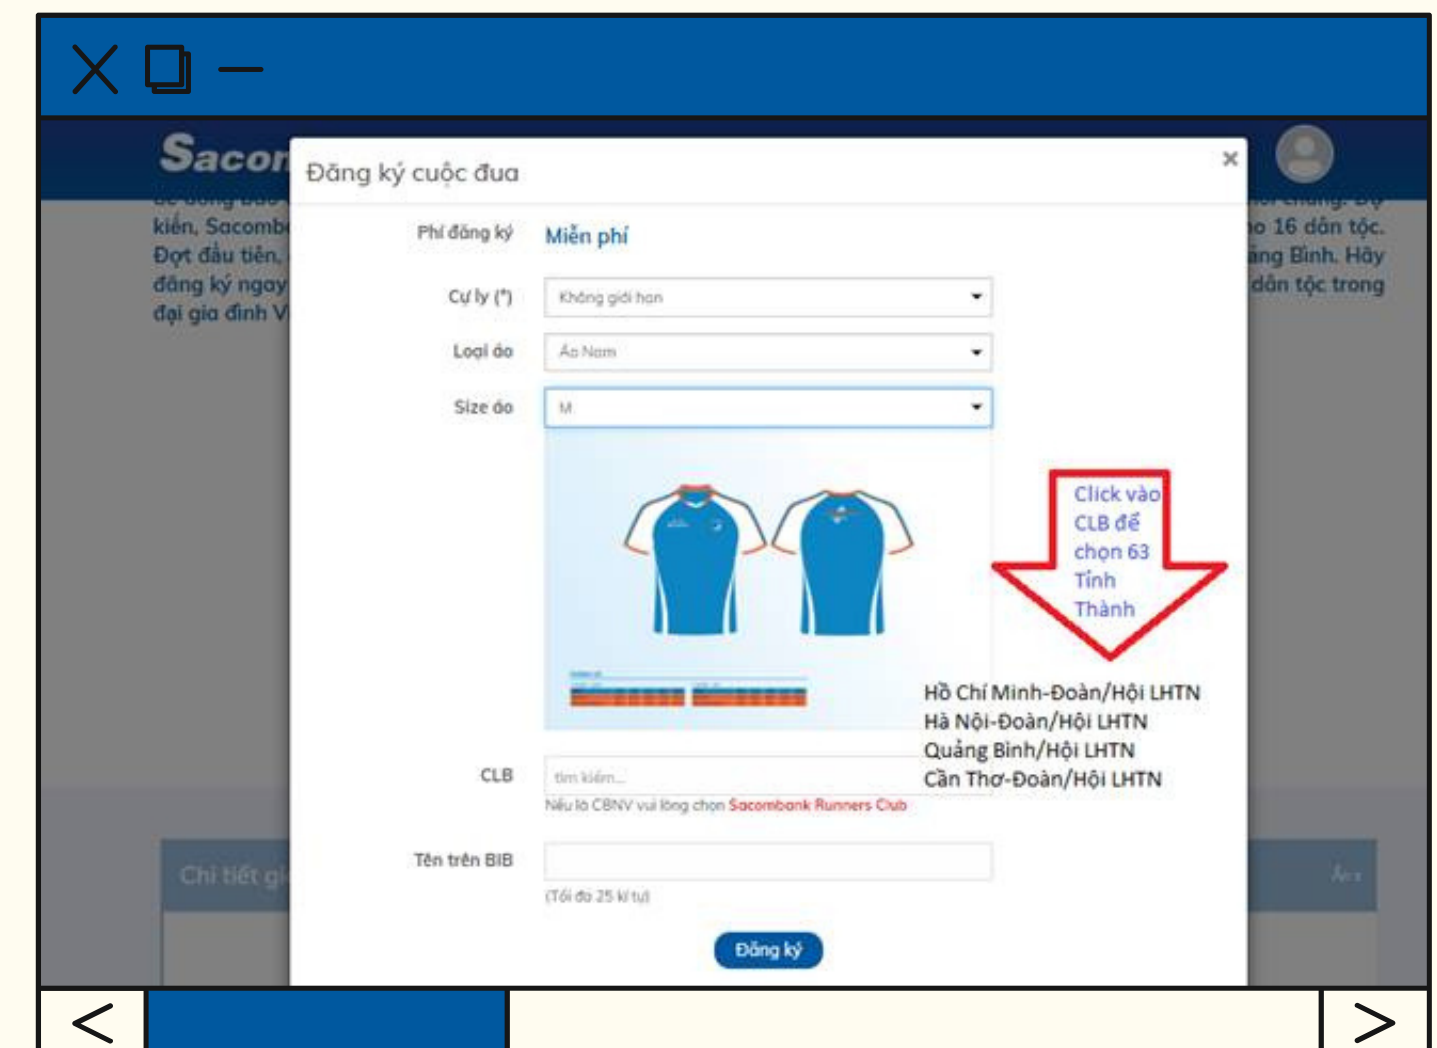 Sacom
Đăng ký cuộc đua
×
kiến, Sacomb
ho 16 dân tộc.
Đợt đầu tiên,
Bình. Hãy
đăng ký ngay
dân tộc trong
đại gia đình V
Phí đăng ký
Miễn phí
Cự ly (*)
Không giới hạn
Loại áo
Áo Nam
Size áo
M
Click vào
CLB để
chọn 63
Tỉnh
Thành
Hồ Chí Minh-Đoàn/Hội LHTN
Hà Nội-Đoàn/Hội LHTN
Quảng Bình/Hội LHTN
Cần Thơ-Đoàn/Hội LHTN
CLB
tìm kiếm...
Nếu là CBNV vui lòng chọn Sacombank Runners Club
Tên trên BIB
(Tối đa 25 kí tự)
Chi tiết gi
Đăng ký